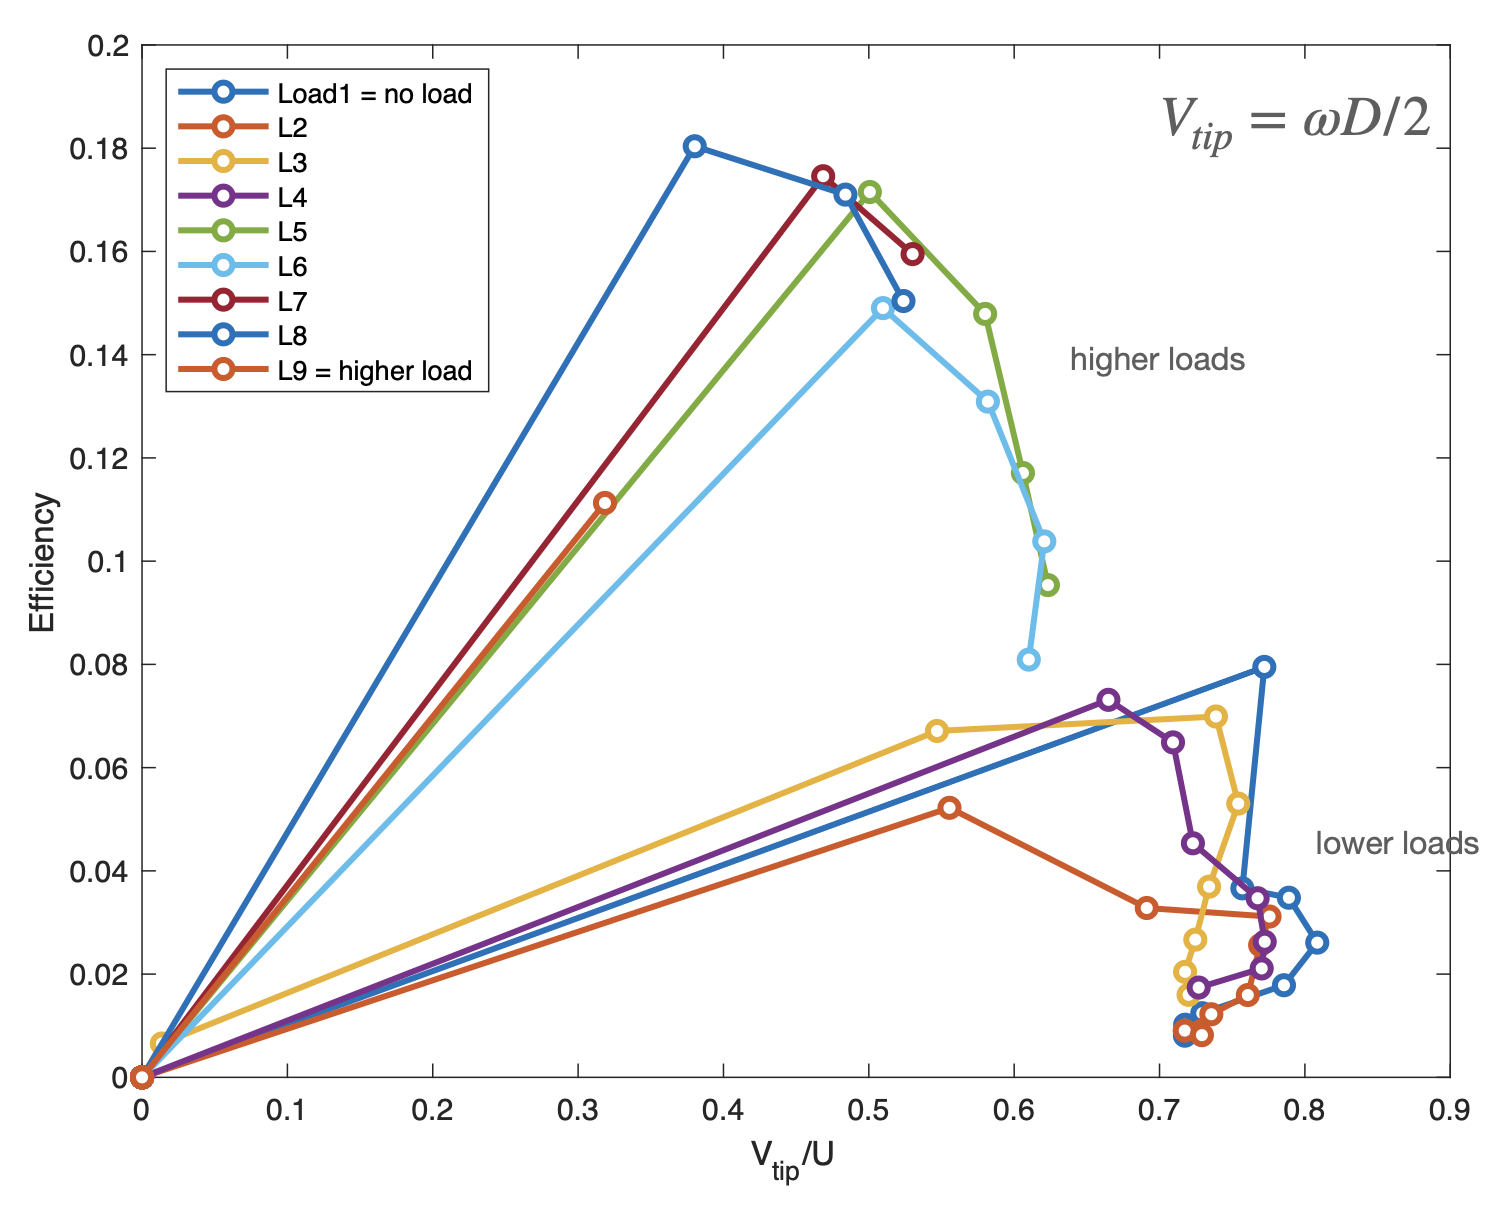 0.2
0.18
0.16
0.14
0.12
0.1
0.08
0.06
0.04
0.02
0
Efficiency
Load1 = no load
L2
L3
L4
L5
L6
L7
L8
L9 = higher load
V_tip = ωD/2
higher loads
lower loads
0 0.1 0.2 0.3 0.4 0.5 0.6 0.7 0.8 0.9
V_tip/U